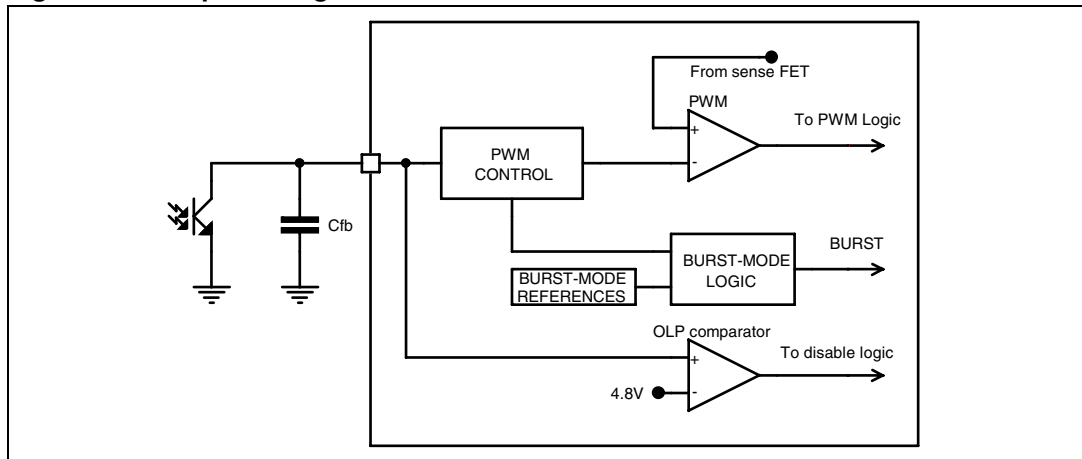 From sense FET
PWM
+
-
To PWM Logic
PWM
CONTROL
Cfb
BURST
BURST-MODE
LOGIC
BURST-MODE
REFERENCES
OLP comparator
+
-
To disable logic
4.8V